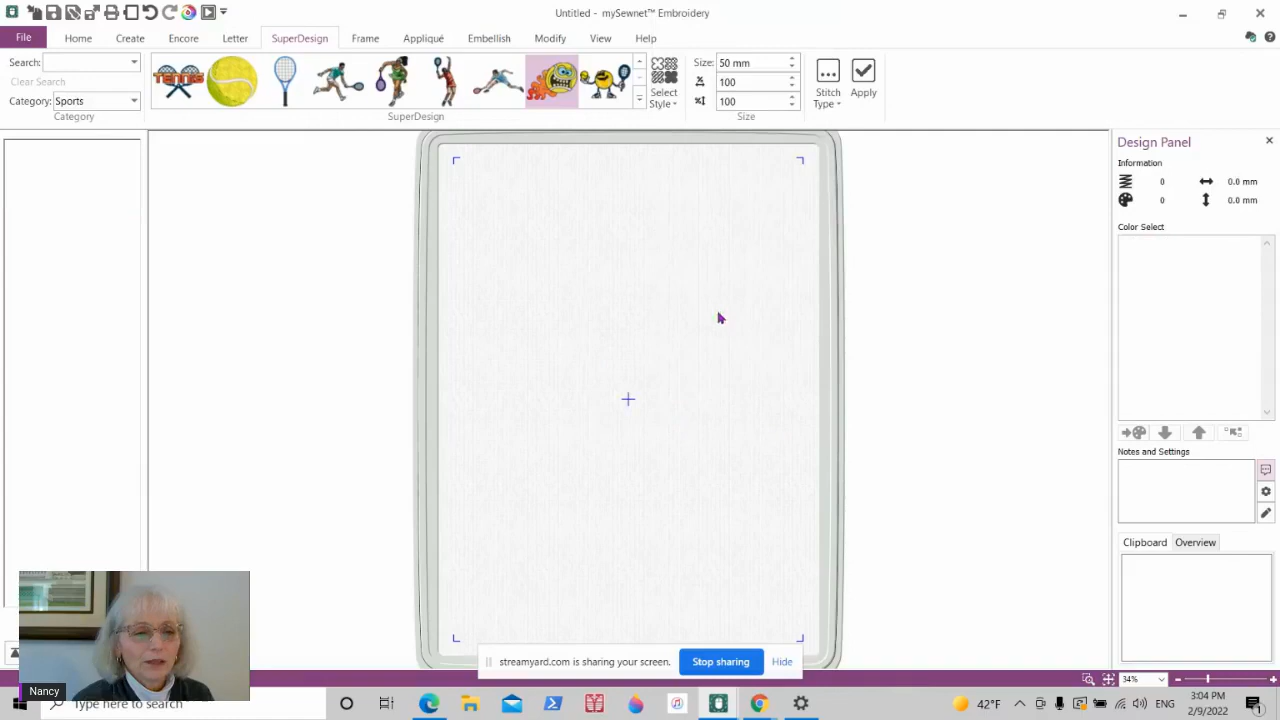 Untitled - mySewnet™ Embroidery
File Home Create Encore Letter SuperDesign Frame Appliqué Embellish Modify View Help
Search:
Clear Search
Category: Sports
Category
TENNIS
SuperDesign
Select Style
Size: 50 mm
100
100
Size
Stitch Type
Apply
Design Panel
Information
0 0.0 mm
0 0.0 mm
Color Select
Notes and Settings
Clipboard Overview
streamyard.com is sharing your screen. Stop sharing Hide
Nancy
34%
Type here to search
42°F
ENG
3:04 PM
2/9/2022
1